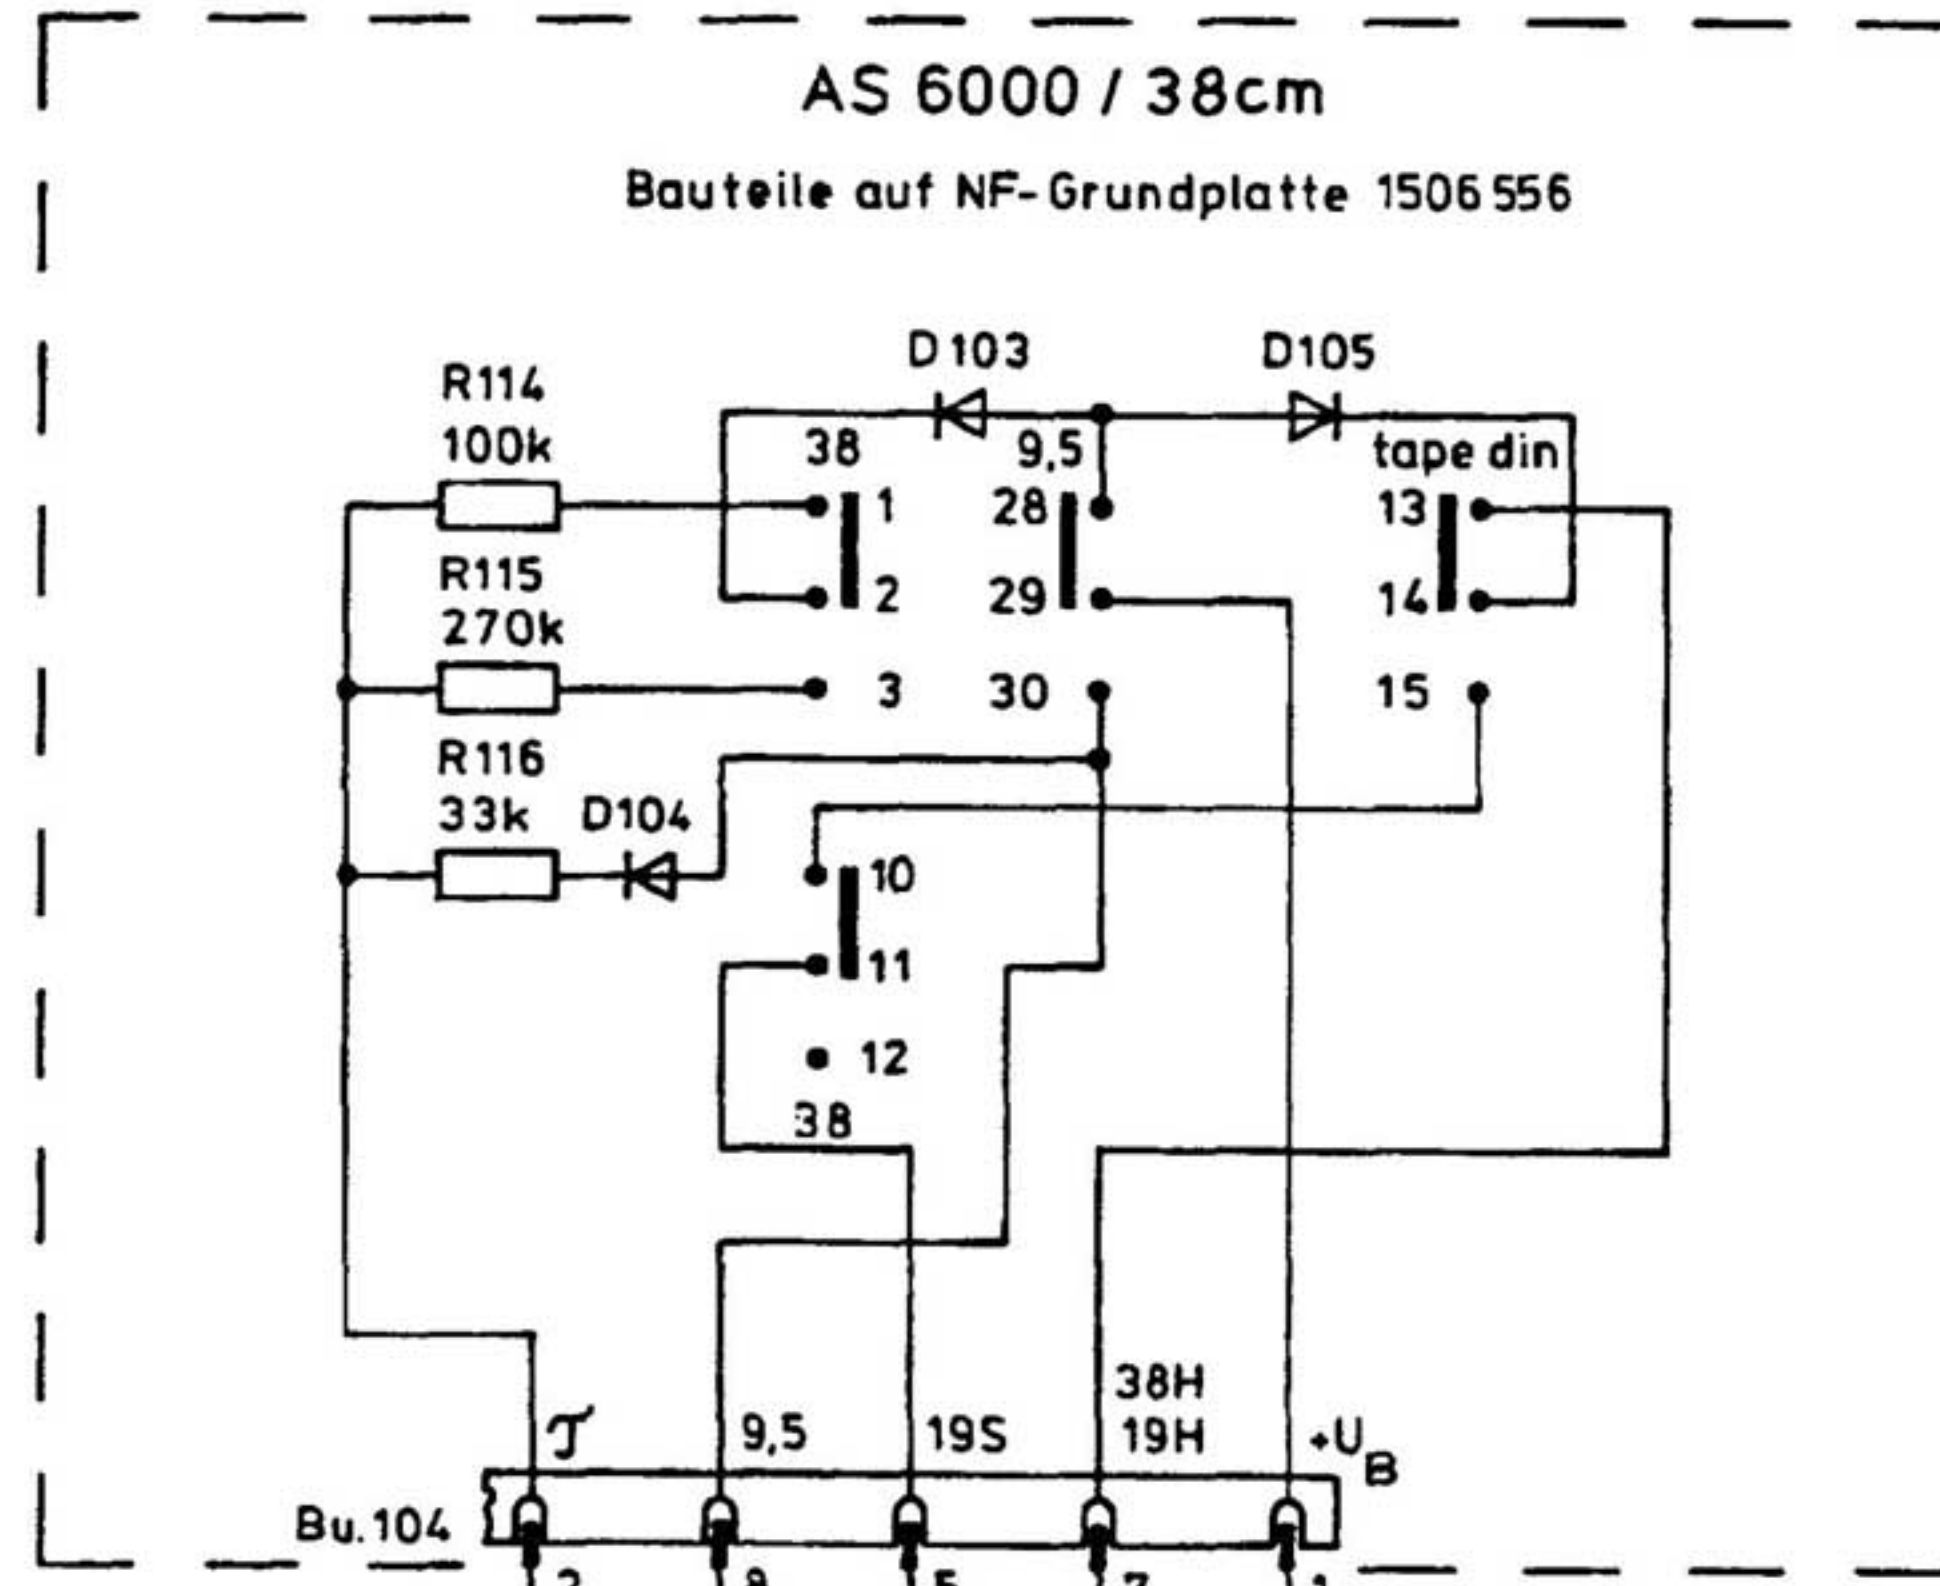 AS 6000 / 38cm
Bauteile auf NF-Grundplatte 1506 556
D103
D105
R114
100k
38
9,5
tape din
1
28
13
R115
270k
2
29
14
3
30
15
R116
33k
D104
10
11
12
38
38H
𝒯
9,5
19S
19H
+UB
Bu.104